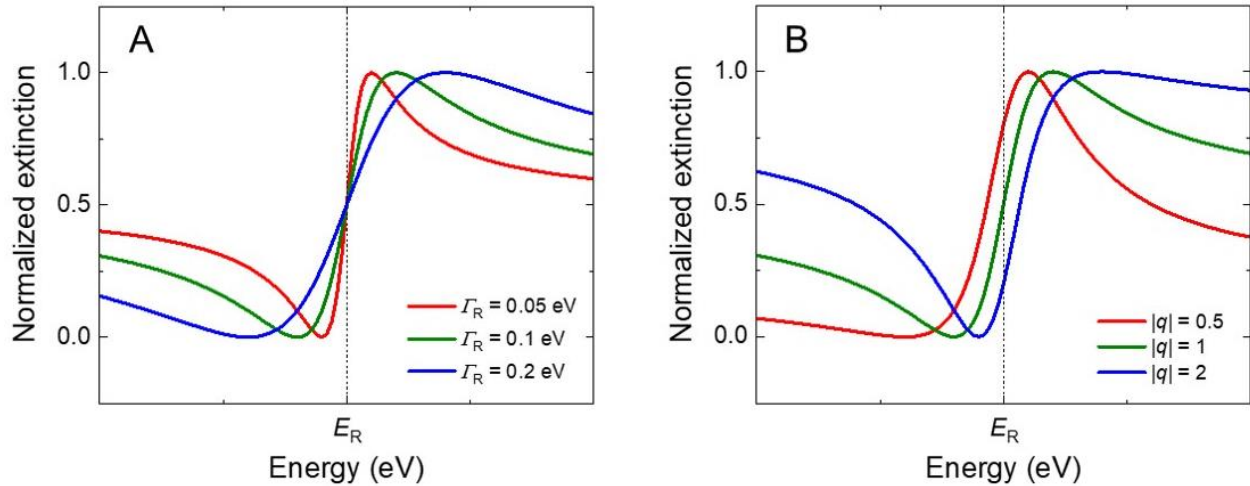 A
Normalized extinction
1.0
0.5
0.0
Γ_R = 0.05 eV
Γ_R = 0.1 eV
Γ_R = 0.2 eV
E_R
Energy (eV)
B
Normalized extinction
1.0
0.5
0.0
|q| = 0.5
|q| = 1
|q| = 2
E_R
Energy (eV)